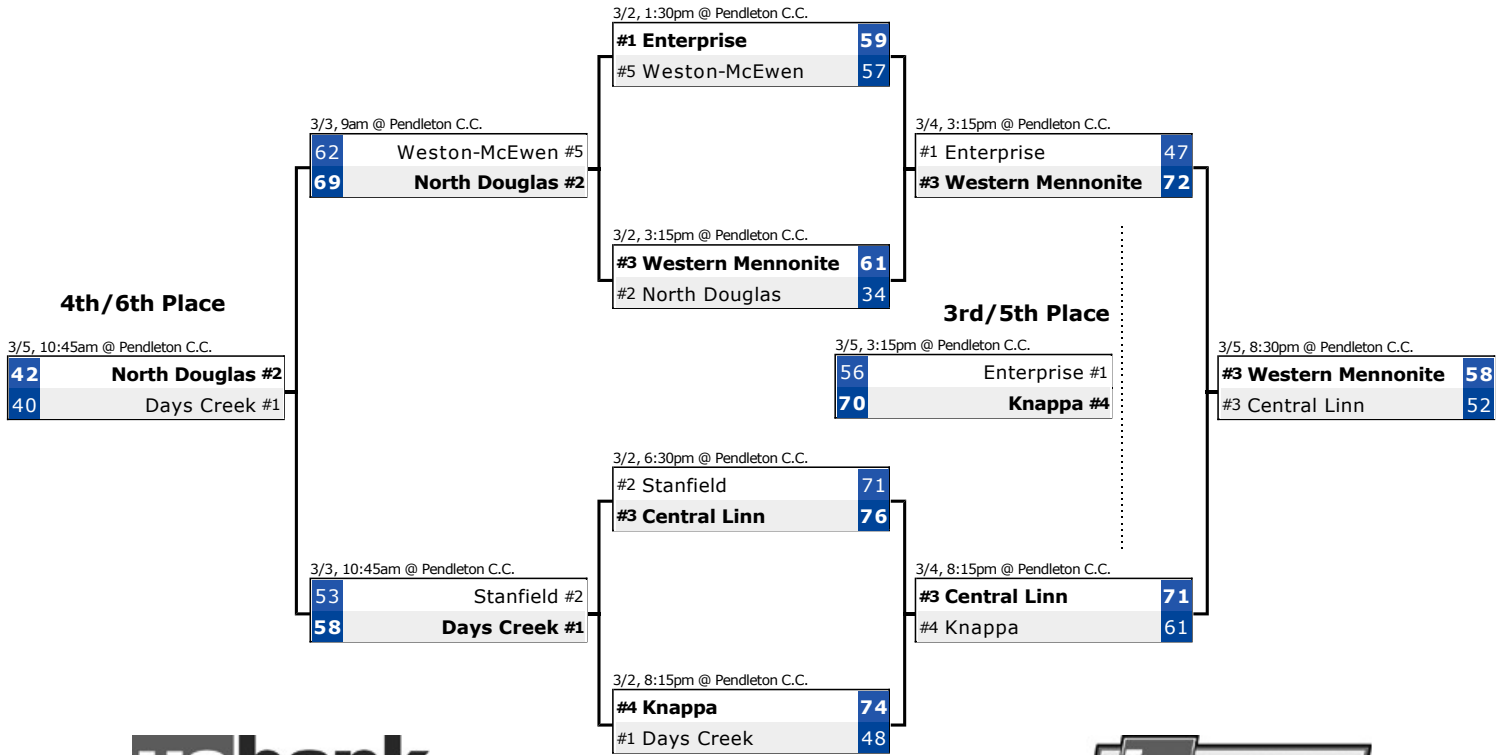 3/2, 1:30pm @ Pendleton C.C.
#1 Enterprise 59
#5 Weston-McEwen 57
3/3, 9am @ Pendleton C.C.
62 Weston-McEwen #5
69 North Douglas #2
3/4, 3:15pm @ Pendleton C.C.
#1 Enterprise 47
#3 Western Mennonite 72
3/2, 3:15pm @ Pendleton C.C.
#3 Western Mennonite 61
#2 North Douglas 34
4th/6th Place
3/5, 10:45am @ Pendleton C.C.
42 North Douglas #2
40 Days Creek #1
3rd/5th Place
3/5, 3:15pm @ Pendleton C.C.
56 Enterprise #1
70 Knappa #4
3/5, 8:30pm @ Pendleton C.C.
#3 Western Mennonite 58
#3 Central Linn 52
3/2, 6:30pm @ Pendleton C.C.
#2 Stanfield 71
#3 Central Linn 76
3/3, 10:45am @ Pendleton C.C.
53 Stanfield #2
58 Days Creek #1
3/4, 8:15pm @ Pendleton C.C.
#3 Central Linn 71
#4 Knappa 61
3/2, 8:15pm @ Pendleton C.C.
#4 Knappa 74
#1 Days Creek 48